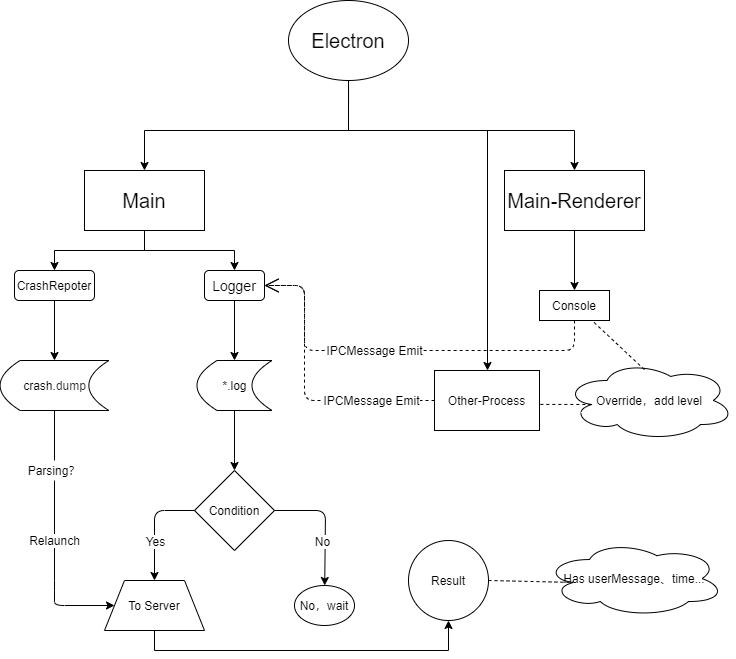 Electron
Main
Main-Renderer
CrashRepoter
Logger
Console
IPCMessage Emit
crash.dump
*.log
IPCMessage Emit
Other-Process
Override，add level
Parsing?
Condition
Relaunch
Yes
No
Result
Has userMessage、time...
To Server
No，wait